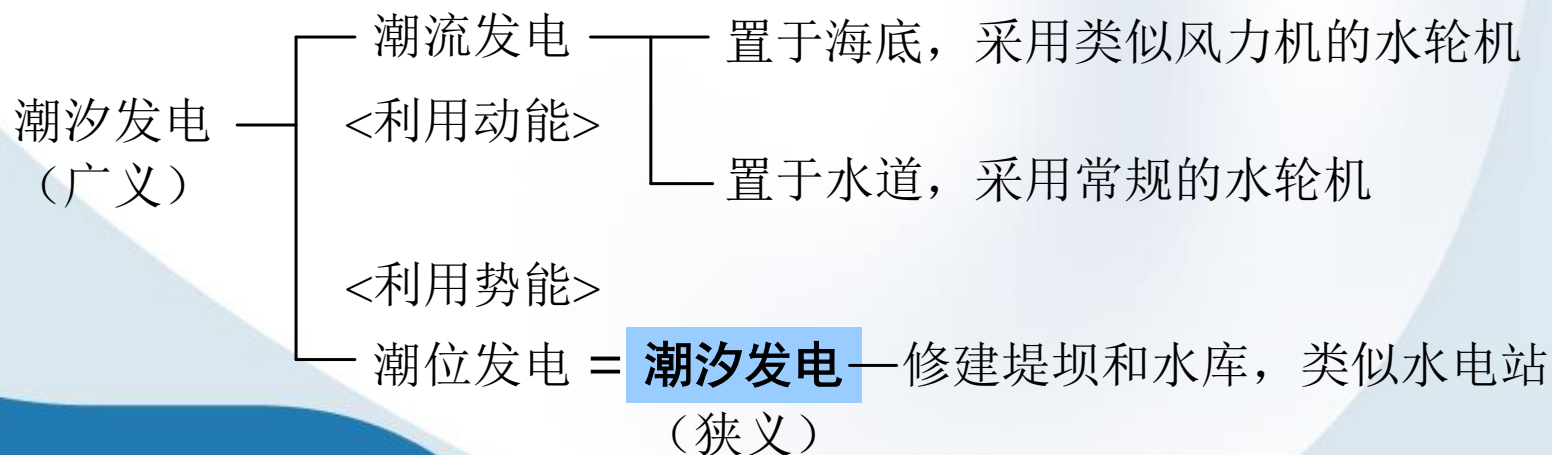 潮流发电
置于海底，采用类似风力机的水轮机
潮汐发电
<利用动能>
（广义）
置于水道，采用常规的水轮机
<利用势能>
潮位发电 = 潮汐发电—修建堤坝和水库，类似水电站
（狭义）